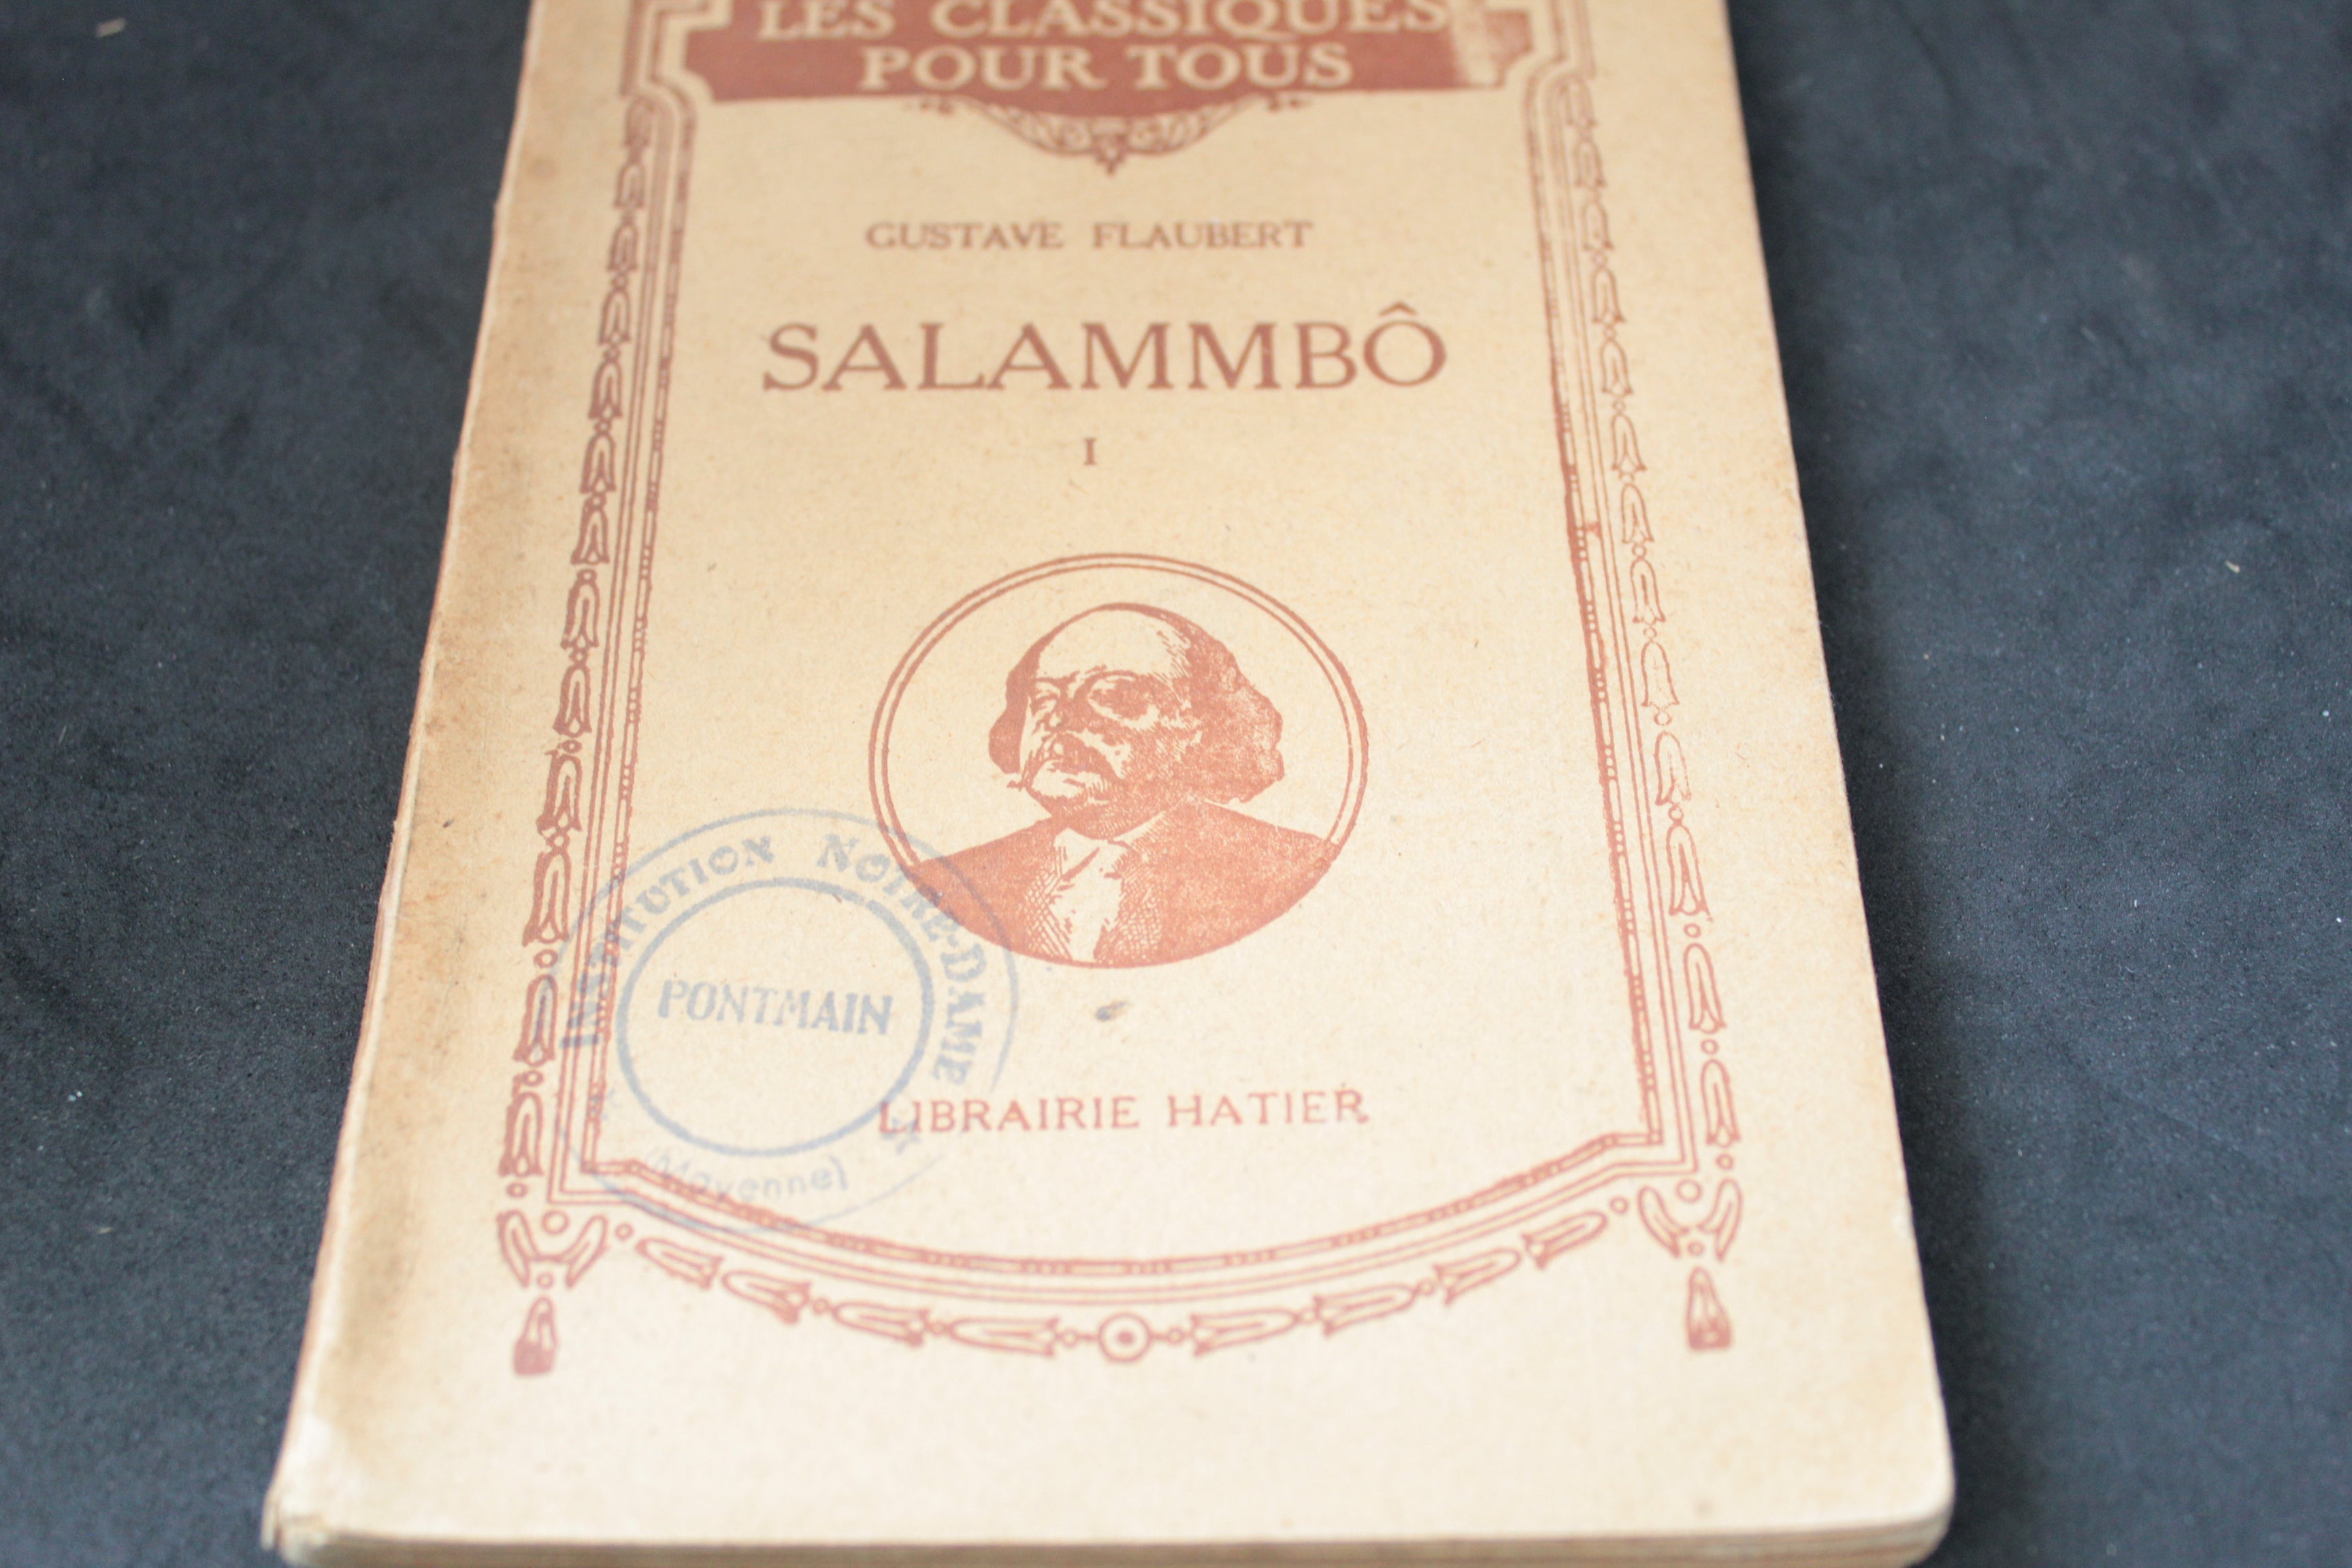 LES CLASSIQUES
POUR TOUS
GUSTAVE FLAUBERT
SALAMMBÔ
I
INSTITUTION NOTRE-DAME
PONTMAIN
(Mayenne)
LIBRAIRIE HATIER